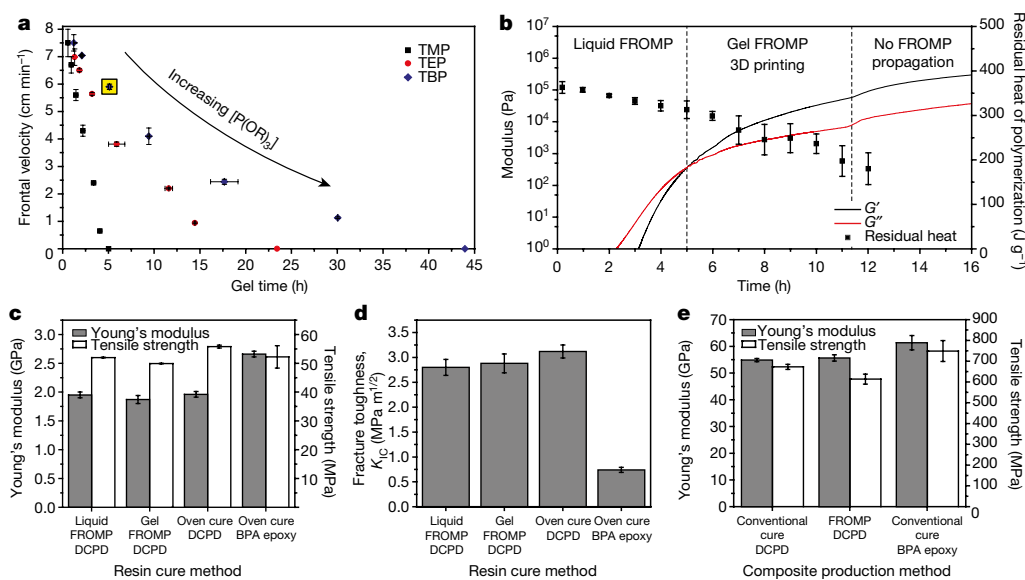 a
Frontal velocity (cm min⁻¹)
8
7
6
5
4
3
2
1
0
TMP
TEP
TBP
Increasing [P(OR)₃]
0 5 10 15 20 25 30 35 40 45
Gel time (h)
b
Modulus (Pa)
10⁷
10⁶
10⁵
10⁴
10³
10²
10¹
10⁰
Liquid FROMP
Gel FROMP
3D printing
No FROMP
propagation
G′
G″
Residual heat
0 2 4 6 8 10 12 14 16
Time (h)
500
400
300
200
100
0
Residual heat
of polymerization (J g⁻¹)
c
Young's modulus (GPa)
3.0
2.5
2.0
1.5
1.0
0.5
0.0
Young's modulus
Tensile strength
60
50
40
30
20
10
0
Tensile strength
(MPa)
Liquid
FROMP
DCPD
Gel
FROMP
DCPD
Oven cure
DCPD
Oven cure
BPA epoxy
Resin cure method
d
Fracture toughness,
K_IC (MPa m¹ᐟ²)
3.5
3.0
2.5
2.0
1.5
1.0
0.5
0.0
Liquid
FROMP
DCPD
Gel
FROMP
DCPD
Oven cure
DCPD
Oven cure
BPA epoxy
Resin cure method
e
Young's modulus (GPa)
70
60
50
40
30
20
10
0
Young's modulus
Tensile strength
900
800
700
600
500
400
300
200
100
0
Tensile strength
(MPa)
Conventional
cure
DCPD
FROMP
DCPD
Conventional
cure
BPA epoxy
Composite production method